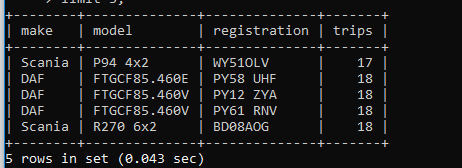 > limit 5;
+--------+-------------+--------------+-------+
| make | model | registration | trips |
+--------+-------------+--------------+-------+
| Scania | P94 4x2 | WY51OLV | 17 |
| DAF | FTGCF85.460E | PY58 UHF | 18 |
| DAF | FTGCF85.460V | PY12 ZYA | 18 |
| DAF | FTGCF85.460V | PY61 RNV | 18 |
| Scania | R270 6x2 | BD08AOG | 18 |
+--------+-------------+--------------+-------+
5 rows in set (0.043 sec)